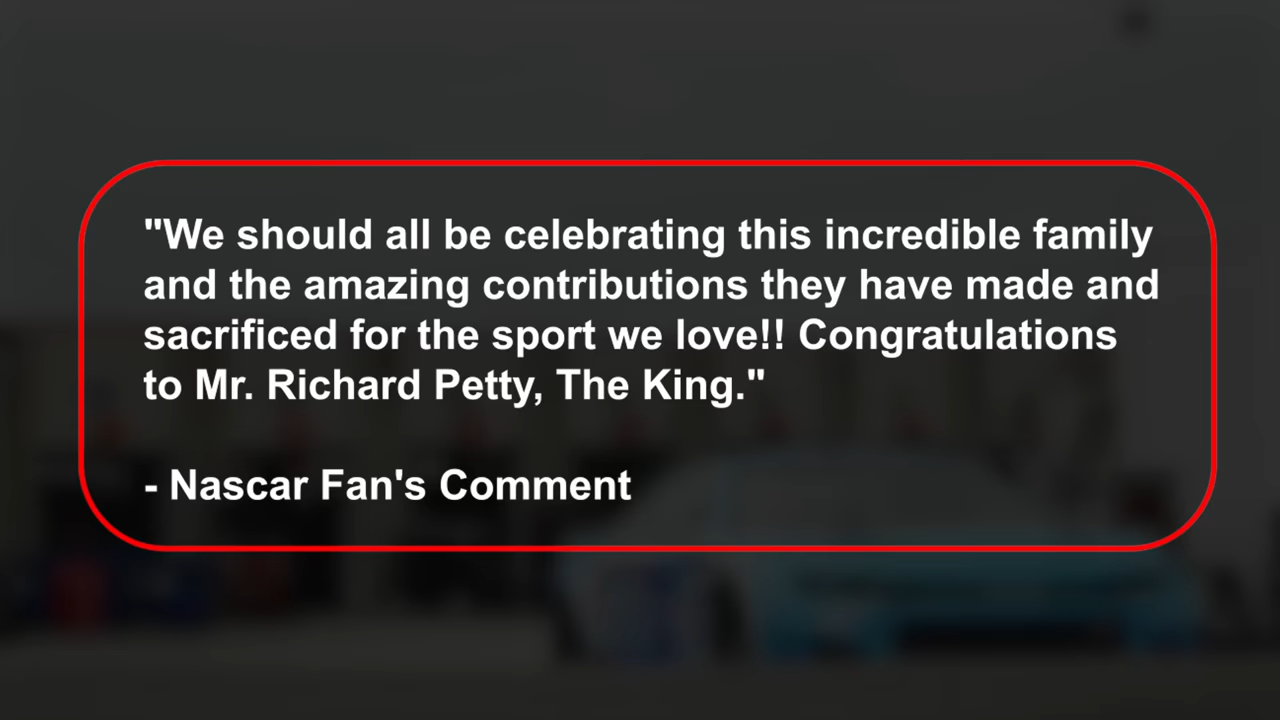 "We should all be celebrating this incredible family
and the amazing contributions they have made and
sacrificed for the sport we love!! Congratulations
to Mr. Richard Petty, The King."
- Nascar Fan's Comment